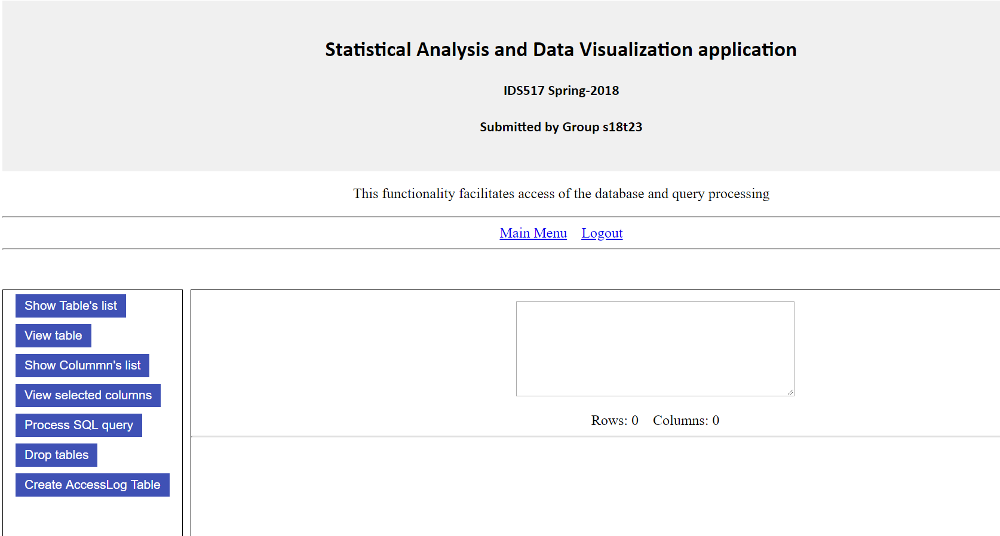 Statistical Analysis and Data Visualization application
IDS517 Spring-2018
Submitted by Group s18t23
This functionality facilitates access of the database and query processing
Main Menu Logout
Show Table's list
View table
Show Colummn's list
View selected columns
Process SQL query
Drop tables
Create AccessLog Table
Rows: 0 Columns: 0